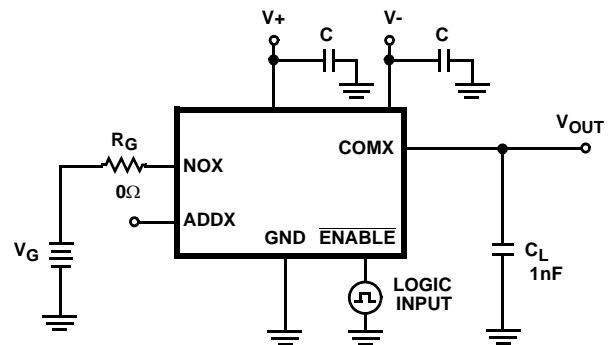 V+
C
V-
C
VOUT
RG
0Ω
NOX
COMX
ADDX
GND
ENABLE
VG
LOGIC
INPUT
CL
1nF